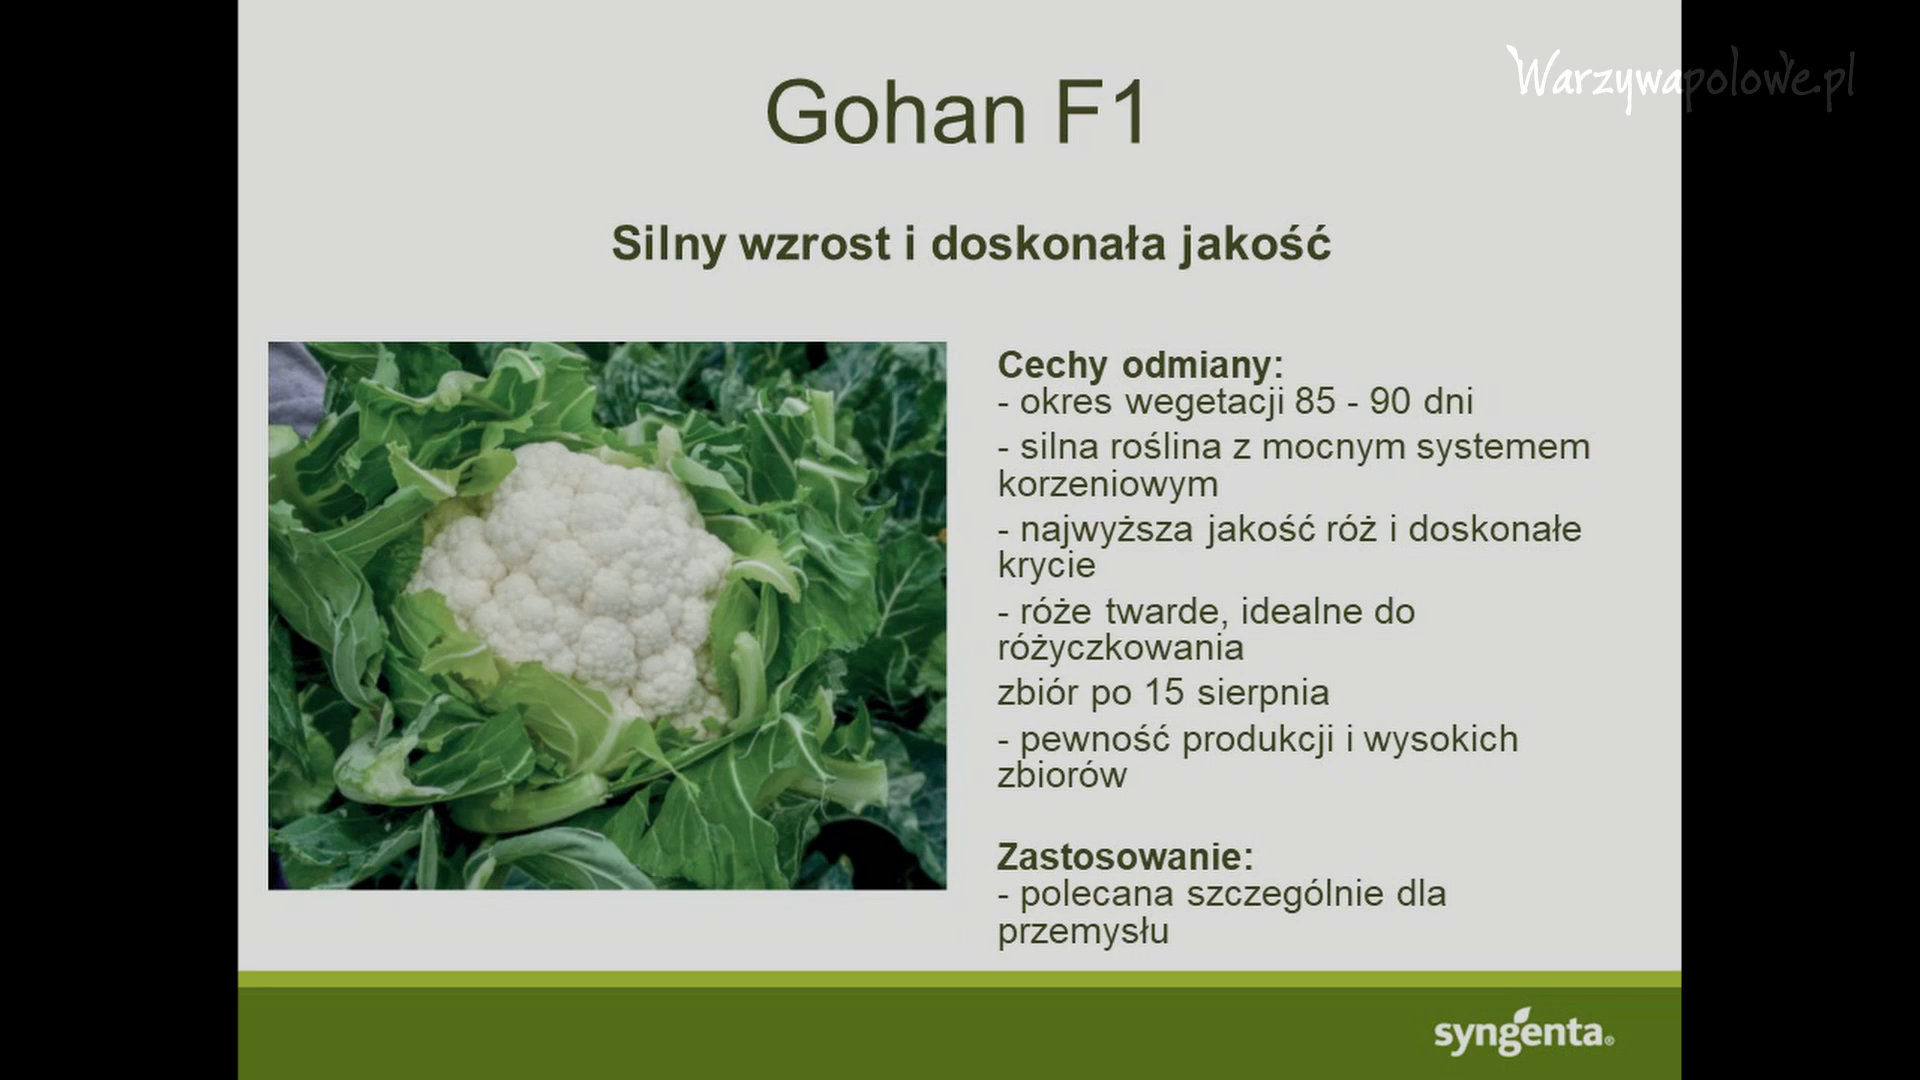 Warzywapolowe.pl
Gohan F1
Silny wzrost i doskonała jakość
Cechy odmiany:
- okres wegetacji 85 - 90 dni
- silna roślina z mocnym systemem
korzeniowym
- najwyższa jakość róż i doskonałe
krycie
- róże twarde, idealne do
różyczkowania
zbiór po 15 sierpnia
- pewność produkcji i wysokich
zbiorów
Zastosowanie:
- polecana szczególnie dla
przemysłu
syngenta®